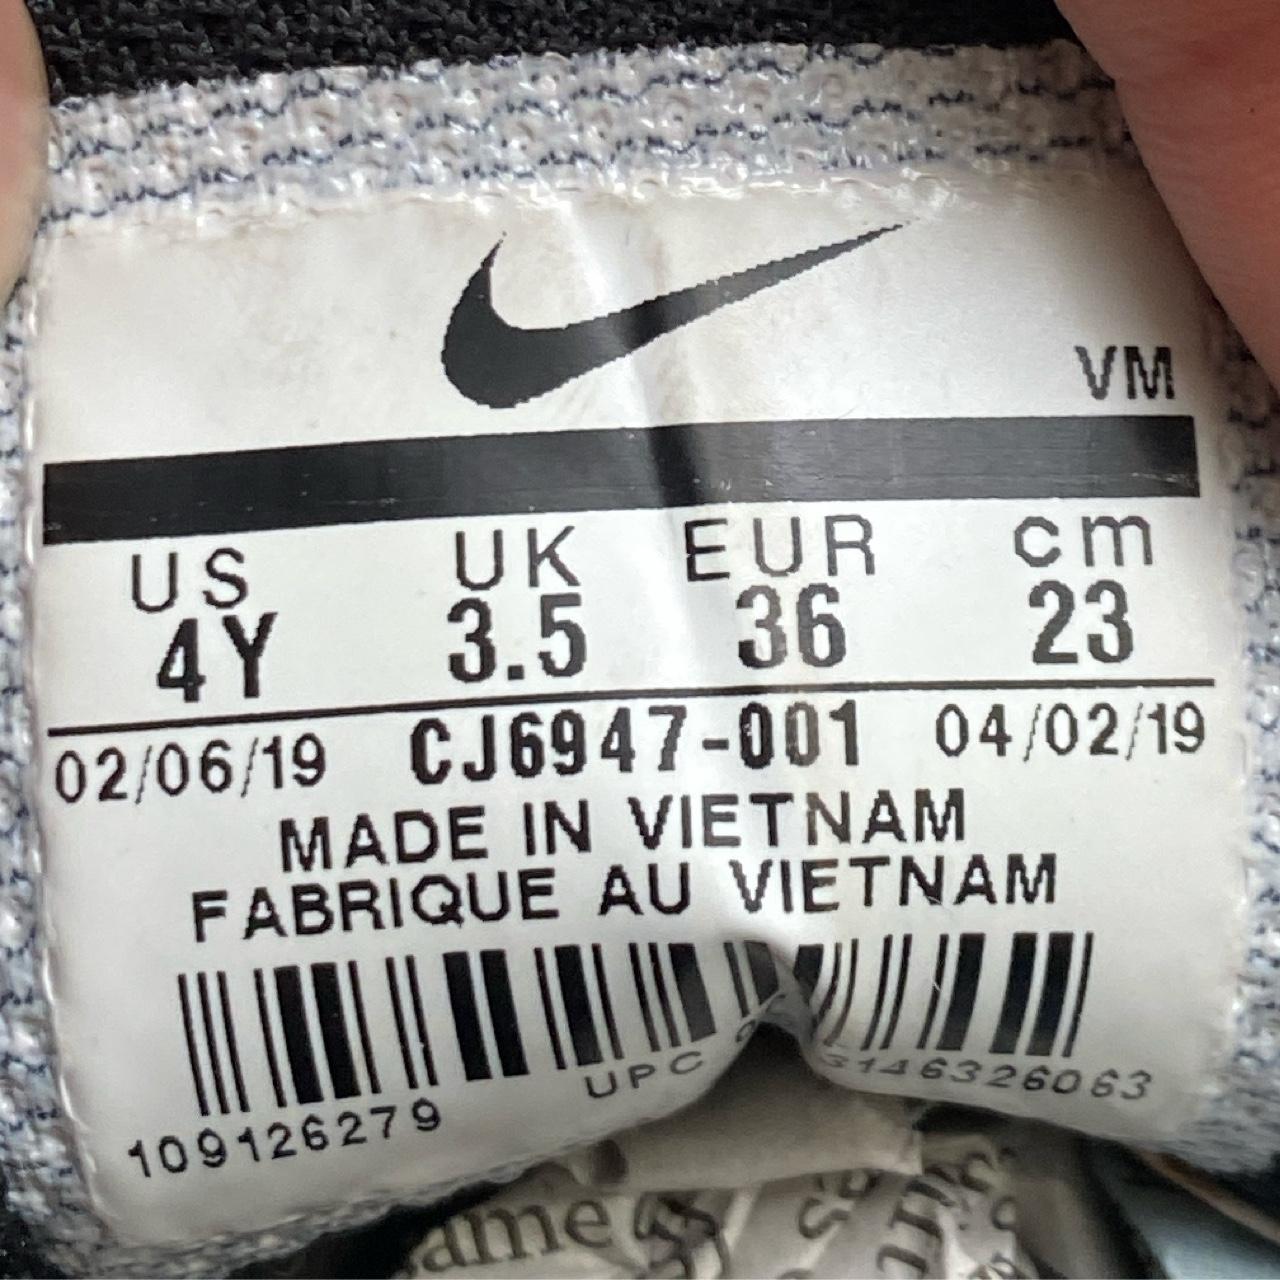 VM
US UK EUR cm
4Y 3.5 36 23
02/06/19 CJ6947-001 04/02/19
MADE IN VIETNAM
FABRIQUE AU VIETNAM
UPC
109126279
ame